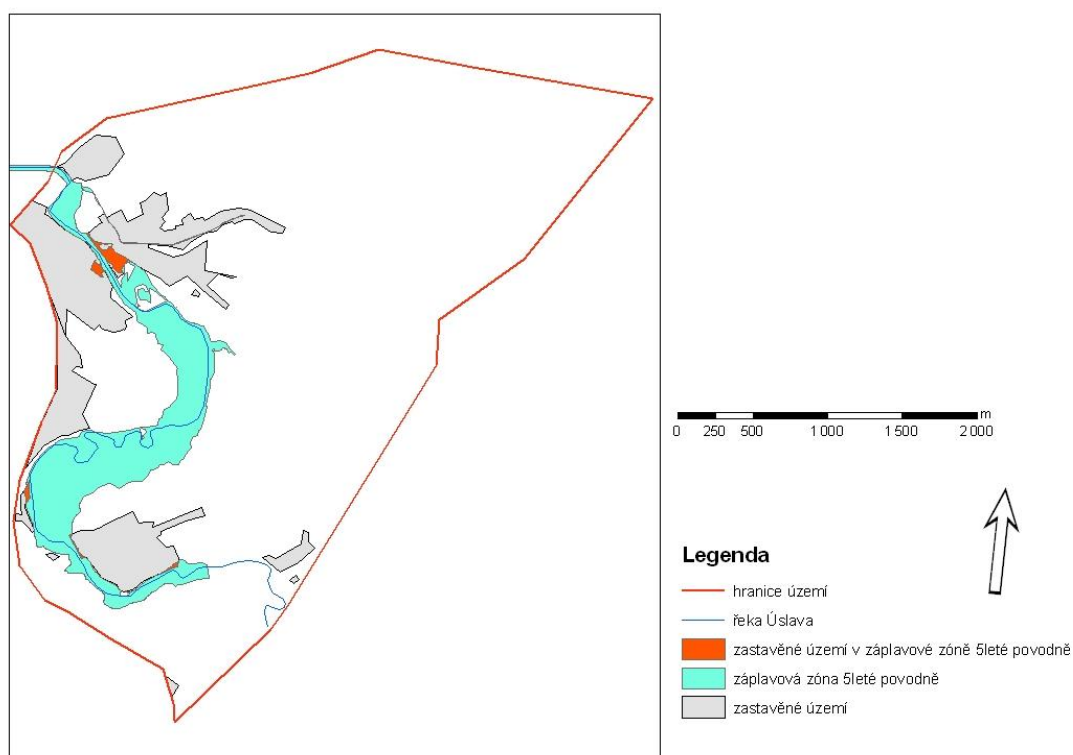 m
0 250 500 1 000 1 500 2 000
Legenda
hranice území
řeka Úslava
zastavěné území v záplavové zóně 5leté povodně
záplavová zóna 5leté povodně
zastavěné území